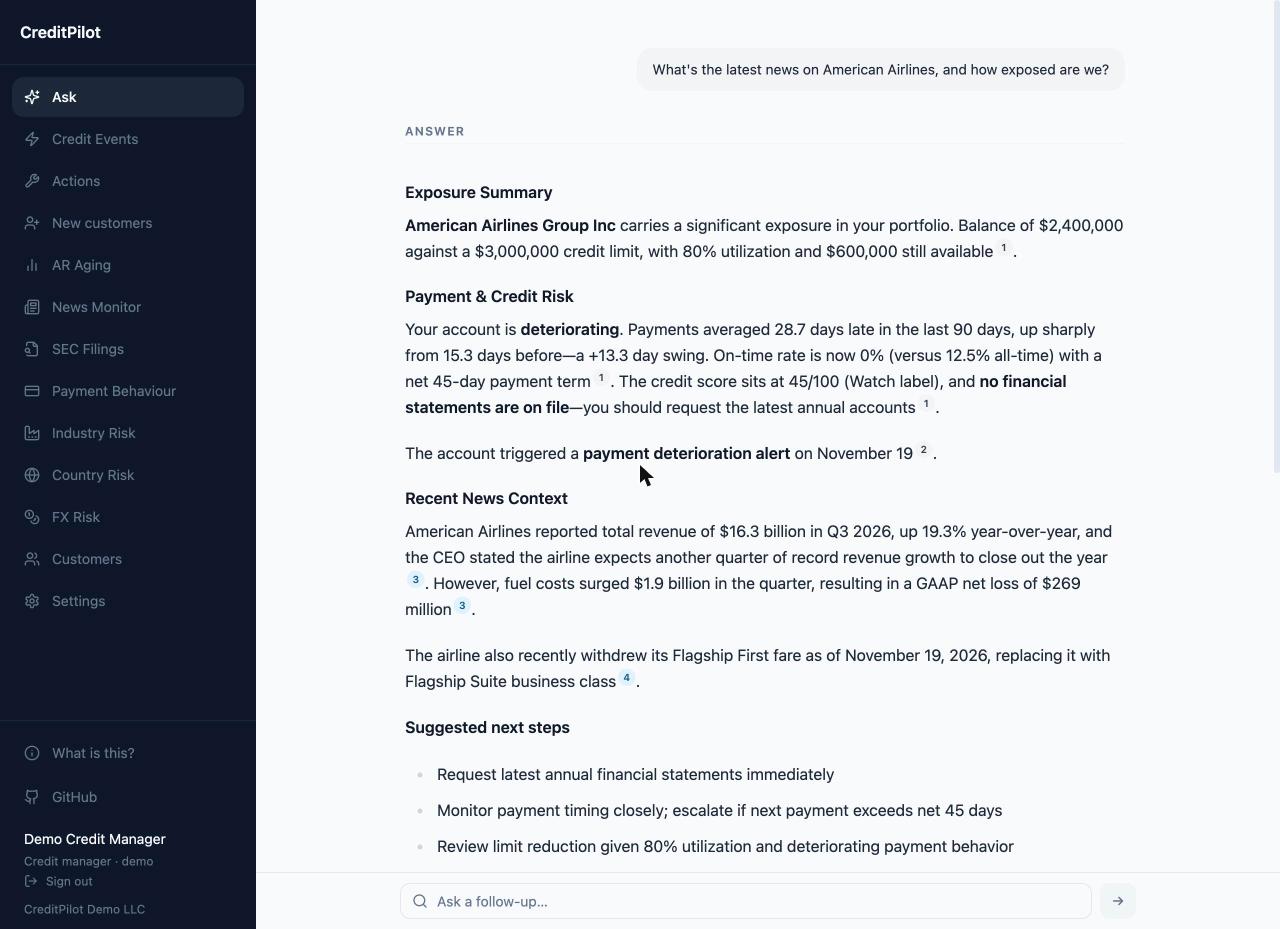 CreditPilot
Ask
Credit Events
Actions
New customers
AR Aging
News Monitor
SEC Filings
Payment Behaviour
Industry Risk
Country Risk
FX Risk
Customers
Settings
What is this?
GitHub
Demo Credit Manager
Credit manager · demo
Sign out
CreditPilot Demo LLC
What's the latest news on American Airlines, and how exposed are we?
ANSWER
Exposure Summary
American Airlines Group Inc carries a significant exposure in your portfolio. Balance of $2,400,000
against a $3,000,000 credit limit, with 80% utilization and $600,000 still available 1 .
Payment & Credit Risk
Your account is deteriorating. Payments averaged 28.7 days late in the last 90 days, up sharply
from 15.3 days before—a +13.3 day swing. On-time rate is now 0% (versus 12.5% all-time) with a
net 45-day payment term 1 . The credit score sits at 45/100 (Watch label), and no financial
statements are on file—you should request the latest annual accounts 1 .
The account triggered a payment deterioration alert on November 19 2 .
Recent News Context
American Airlines reported total revenue of $16.3 billion in Q3 2026, up 19.3% year-over-year, and
the CEO stated the airline expects another quarter of record revenue growth to close out the year
3 . However, fuel costs surged $1.9 billion in the quarter, resulting in a GAAP net loss of $269
million 3 .
The airline also recently withdrew its Flagship First fare as of November 19, 2026, replacing it with
Flagship Suite business class 4 .
Suggested next steps
Request latest annual financial statements immediately
Monitor payment timing closely; escalate if next payment exceeds net 45 days
Review limit reduction given 80% utilization and deteriorating payment behavior
Ask a follow-up...